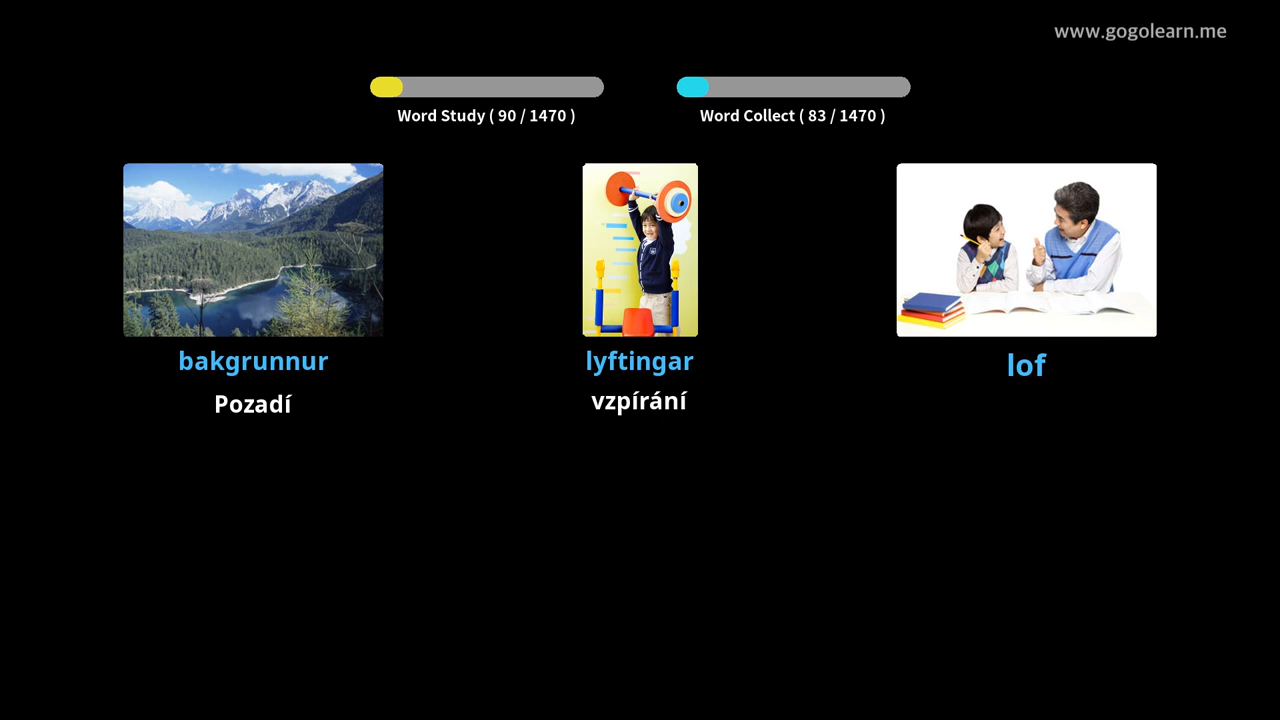 www.gogolearn.me
Word Study ( 90 / 1470 )
Word Collect ( 83 / 1470 )
bakgrunnur
lyftingar
lof
Pozadí
vzpírání